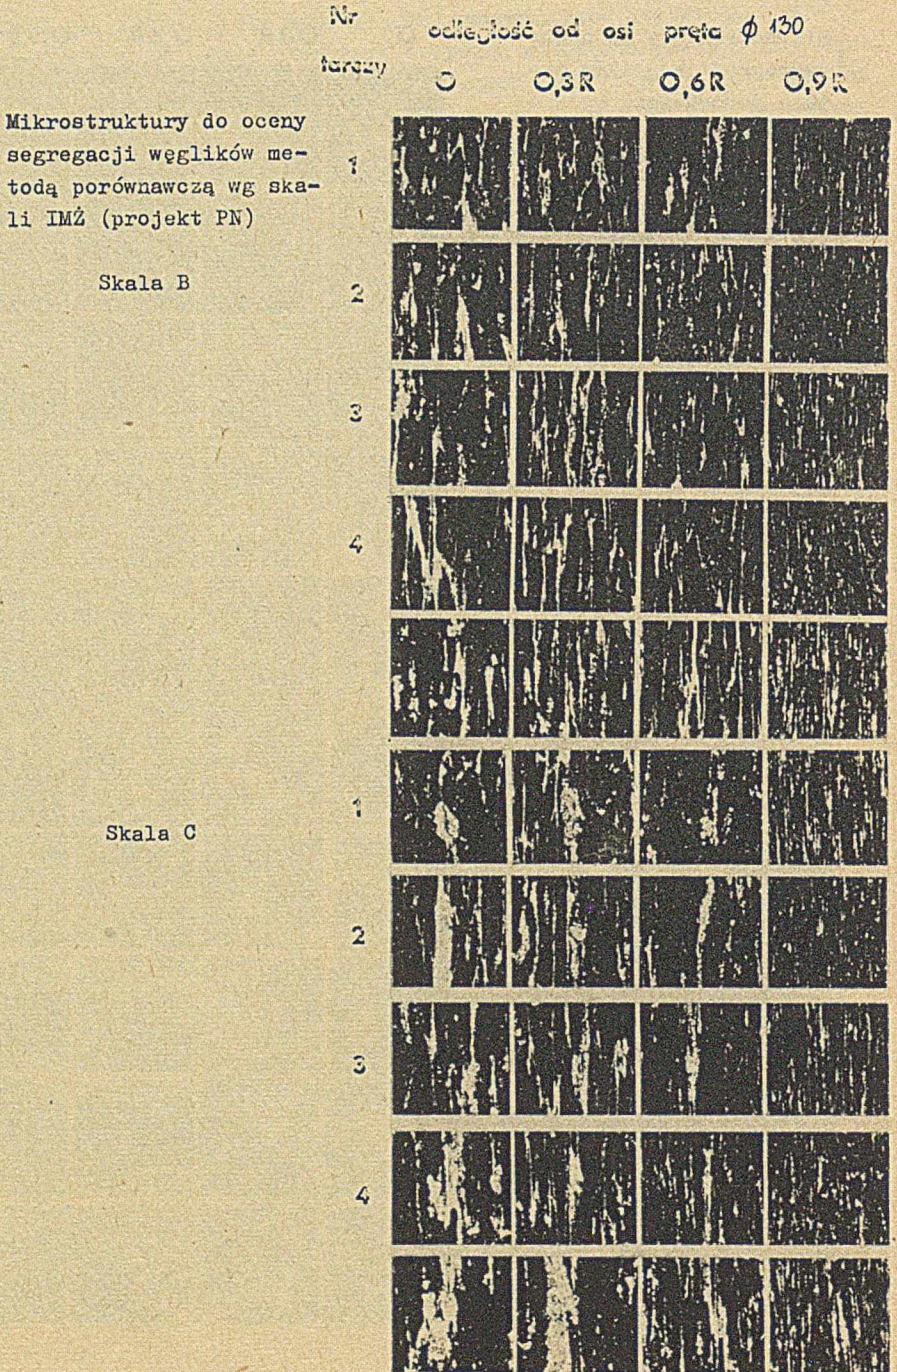 Nr
odległość od osi pręta ϕ 130
tarczy
0 0,3R 0,6R 0,9R
Mikrostruktury do oceny
segregacji węglików me-
todą porównawczą wg ska-
li IMŻ (projekt PN)
1
Skala B
2
3
4
1
Skala C
2
3
4